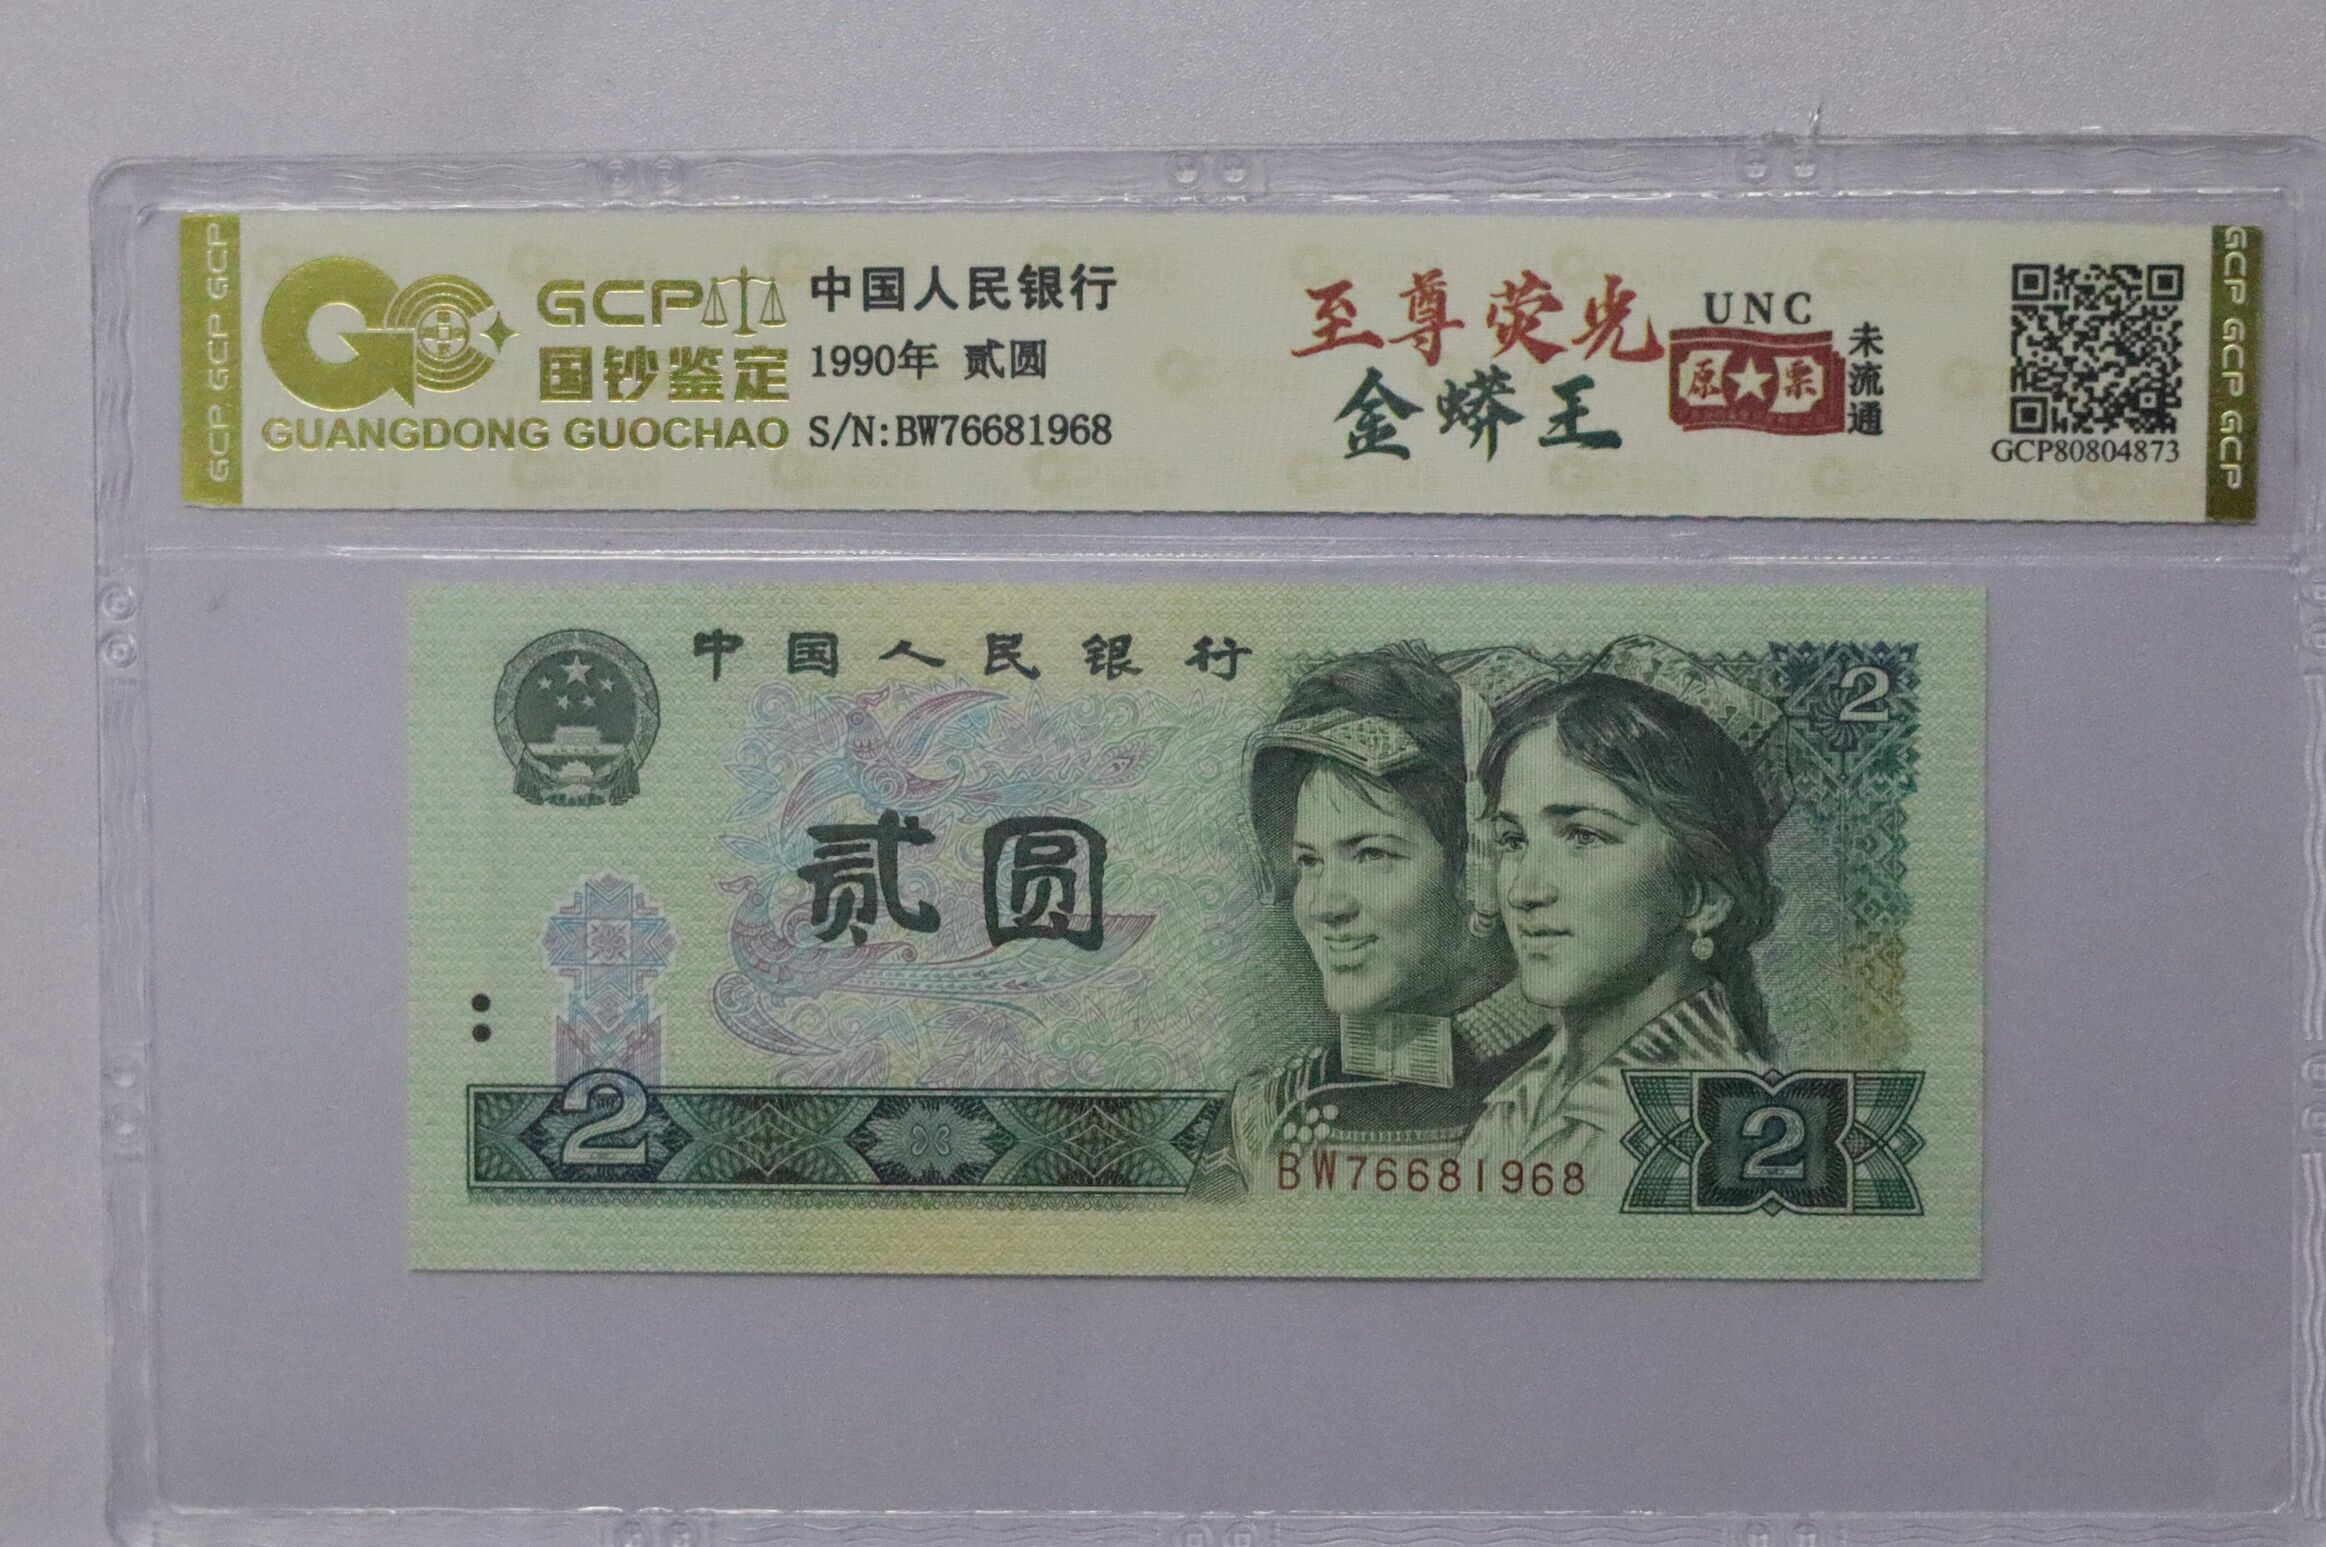 GCP GCP GCP
GCP
国钞鉴定
GUANGDONG GUOCHAO
中国人民银行
1990年 贰圆
S/N:BW76681968
至尊荧光
金蟒王
UNC
原票
未流通
GCP80804873
GCP GCP GCP
中国人民银行
2
贰圆
2
BW76681968
2